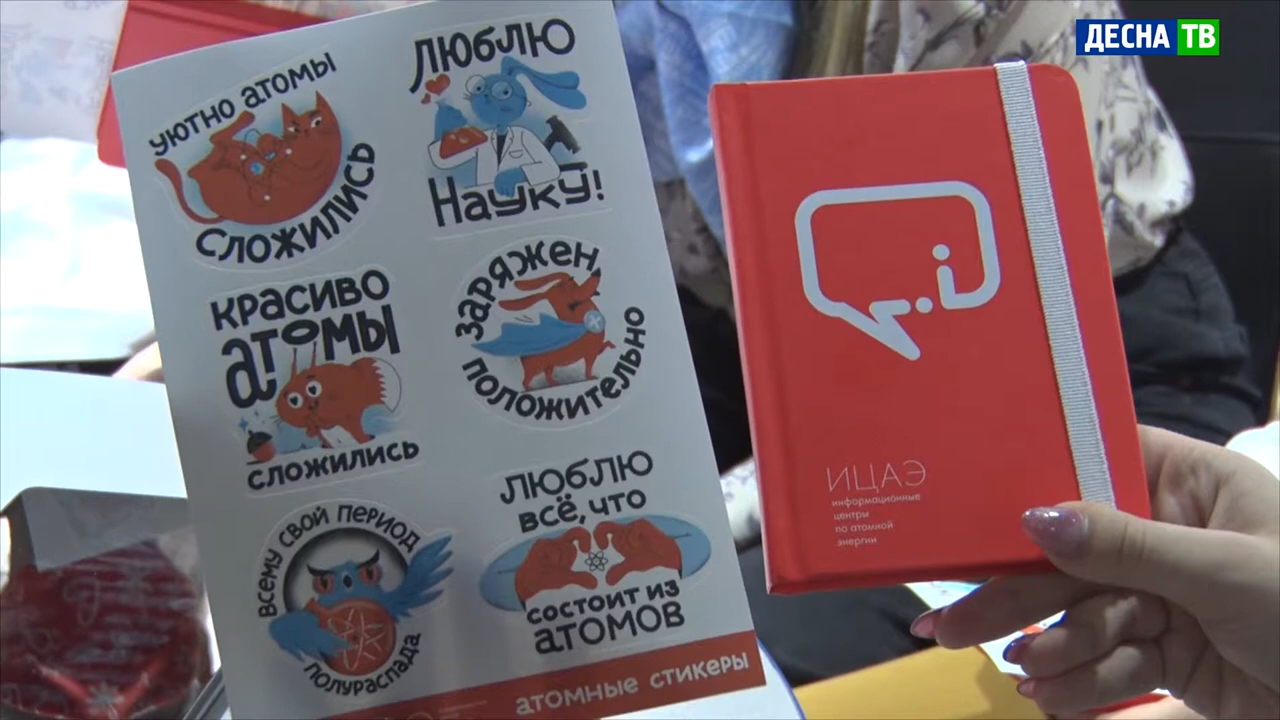 ДЕСНА ТВ
УЮТНО АТОМЫ
СЛОЖИЛИСЬ
ЛЮБЛЮ
НАУКУ!
КРАСИВО
АТОМЫ
СЛОЖИЛИСЬ
ЗАРЯЖЕН
ПОЛОЖИТЕЛЬНО
ВСЕМУ СВОЙ ПЕРИОД
ПОЛУРАСПАДА
ЛЮБЛЮ
ВСЁ, ЧТО
СОСТОИТ ИЗ
АТОМОВ
АТОМНЫЕ СТИКЕРЫ
ИЦАЭ
информационные
центры
по атомной
энергии